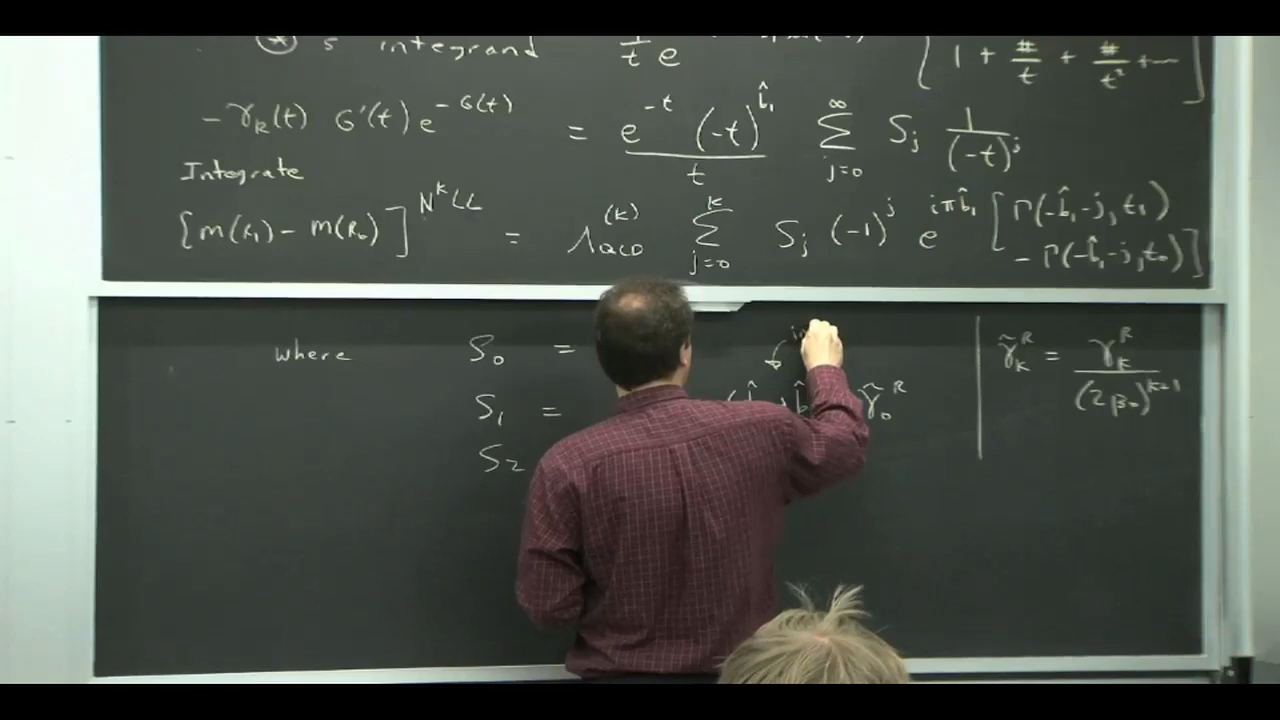 ⊛'s integrand 1/t e [1 + #/t + #/t² + ⋯]
-γ_R(t) G'(t) e^{-G(t)} = e^{-t} (-t)^{b̂₁} / t ∑_{j=0}^{∞} S_j 1/(-t)^j
Integrate
[m(R₁) - m(R₀)]^{N^k LL} = Λ_{QCD}^{(k)} ∑_{j=0}^{k} S_j (-1)^j e^{iπb̂₁} [Γ(-b̂₁-j, t₁)
- Γ(-b̂₁-j, t₀)]
where S₀ = γ̃_k^R = γ_k^R / (2β₀)^{k+1}
S₁ = γ̃₀^R
S₂